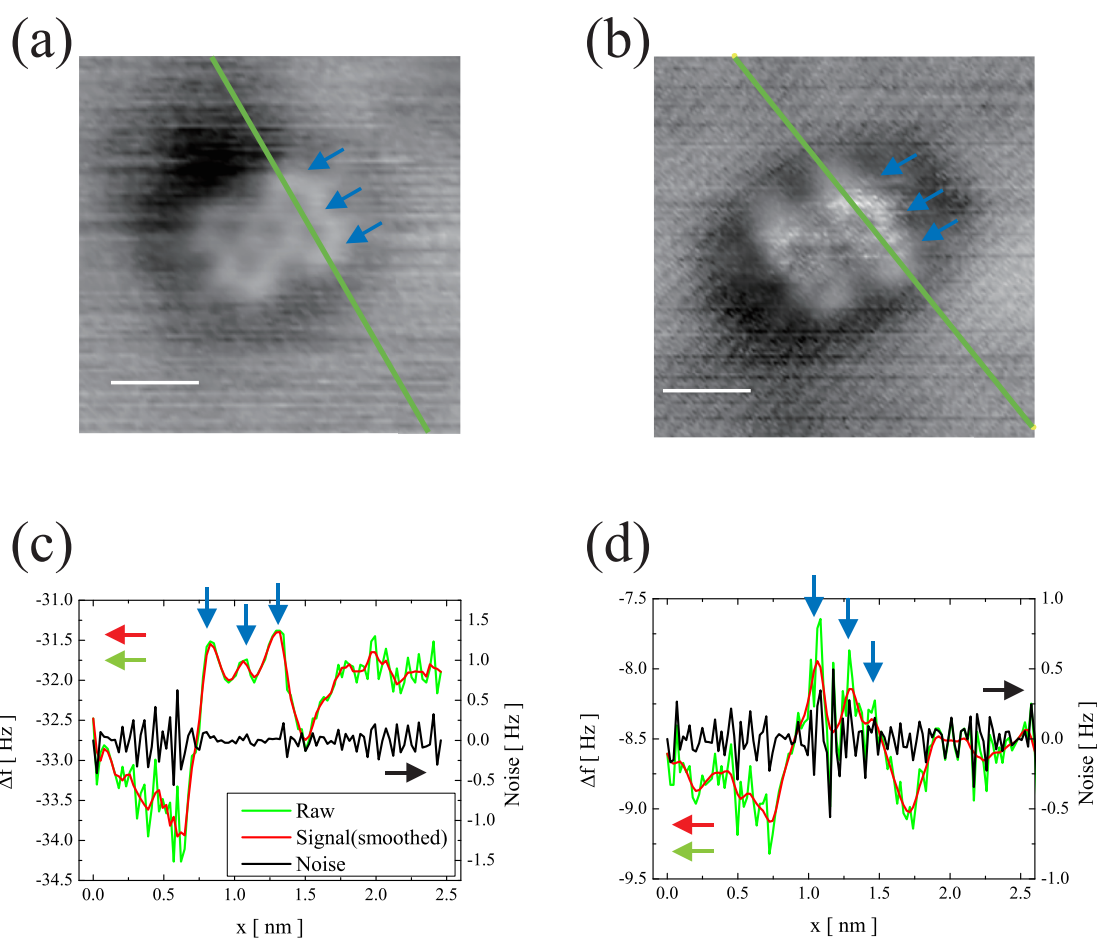 (a)
(b)
(c)
-31.0
-31.5
-32.0
-32.5
-33.0
-33.5
-34.0
-34.5
Δf [ Hz ]
1.5
1.0
0.5
0.0
-0.5
-1.0
-1.5
Noise [ Hz ]
Raw
Signal(smoothed)
Noise
0.0
0.5
1.0
1.5
2.0
2.5
x [ nm ]
(d)
-7.5
-8.0
-8.5
-9.0
-9.5
Δf [ Hz ]
1.0
0.5
0.0
-0.5
-1.0
Noise [ Hz ]
0.0
0.5
1.0
1.5
2.0
2.5
x [ nm ]